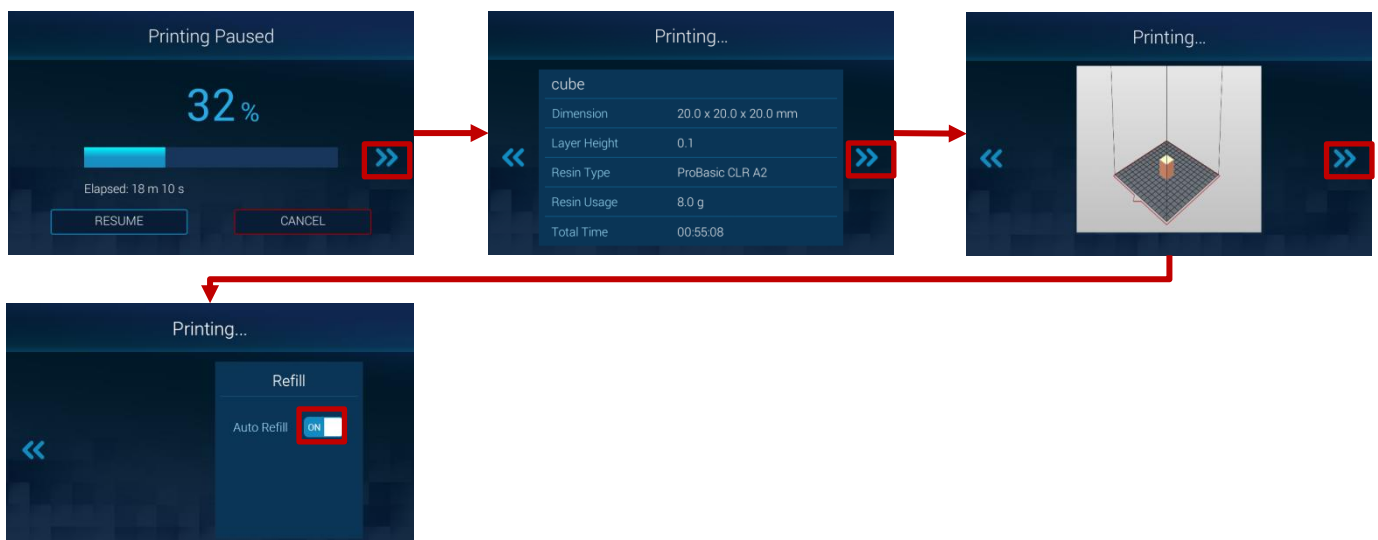 Printing Paused
32 %
Elapsed: 18 m 10 s
RESUME CANCEL
Printing...
cube
Dimension 20.0 x 20.0 x 20.0 mm
Layer Height 0.1
Resin Type ProBasic CLR A2
Resin Usage 8.0 g
Total Time 00:55:08
Printing...
Printing...
Refill
Auto Refill ON